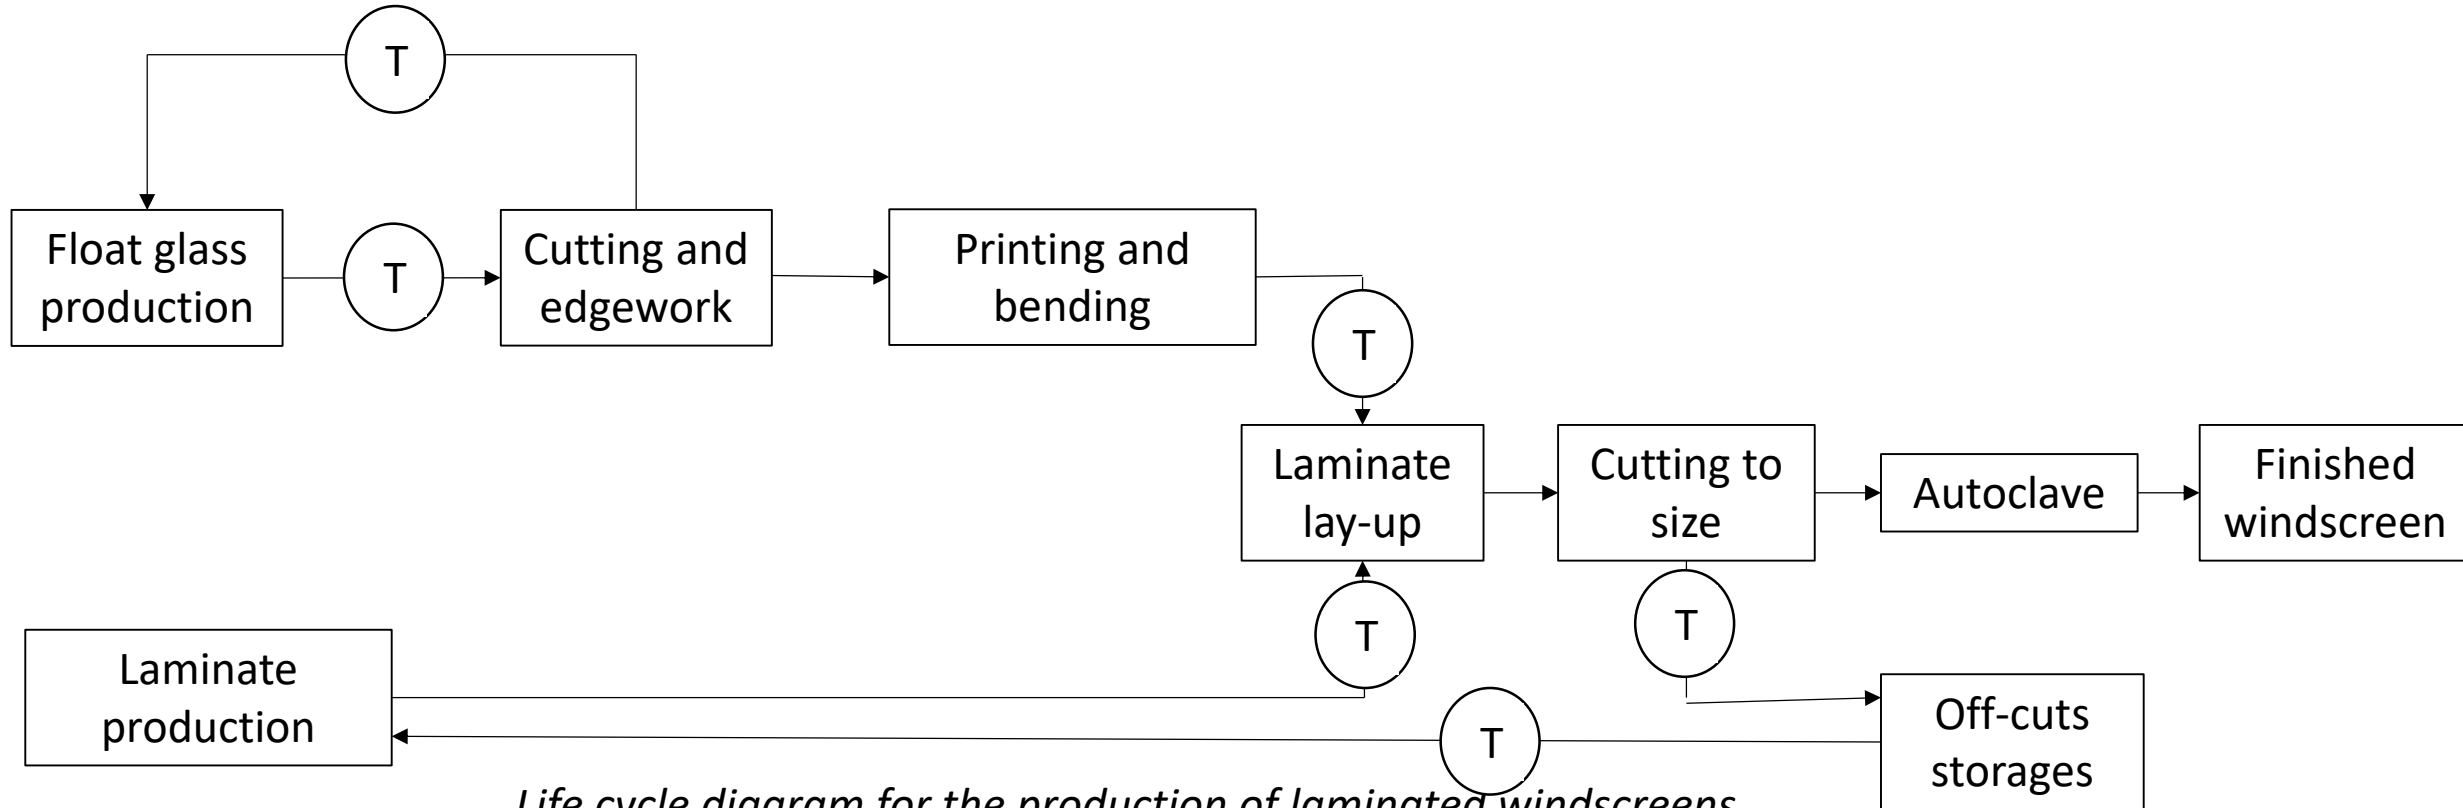 T
Float glass
production
T
Cutting and
edgework
Printing and
bending
T
Laminate
lay-up
Cutting to
size
Autoclave
Finished
windscreen
T
T
Laminate
production
T
Off-cuts
storages
Life cycle diagram for the production of laminated windscreens